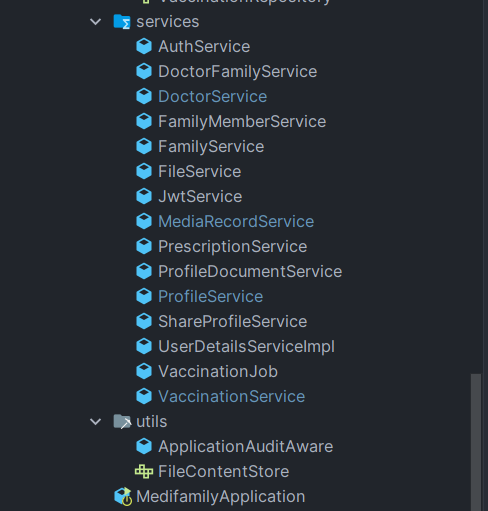 VaccinationRepository
services
AuthService
DoctorFamilyService
DoctorService
FamilyMemberService
FamilyService
FileService
JwtService
MediaRecordService
PrescriptionService
ProfileDocumentService
ProfileService
ShareProfileService
UserDetailsServiceImpl
VaccinationJob
VaccinationService
utils
ApplicationAuditAware
FileContentStore
MedifamilyApplication